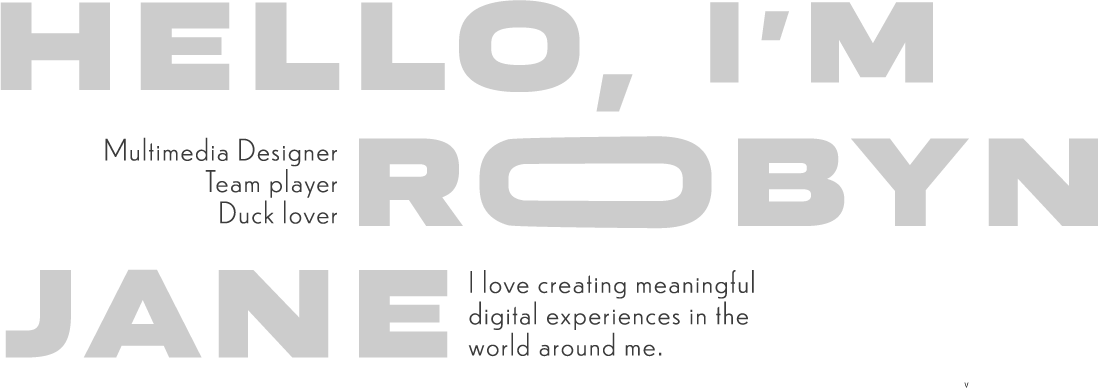 HELLO, I'M
Multimedia Designer
Team player
Duck lover
ROBYN
JANE
I love creating meaningful
digital experiences in the
world around me.
v